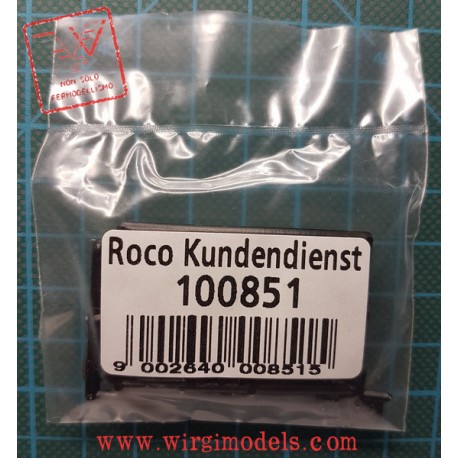 NON SOLO
FERMODELLISMO
Roco Kundendienst
100851
9 002640 008515
www.wirgimodels.com